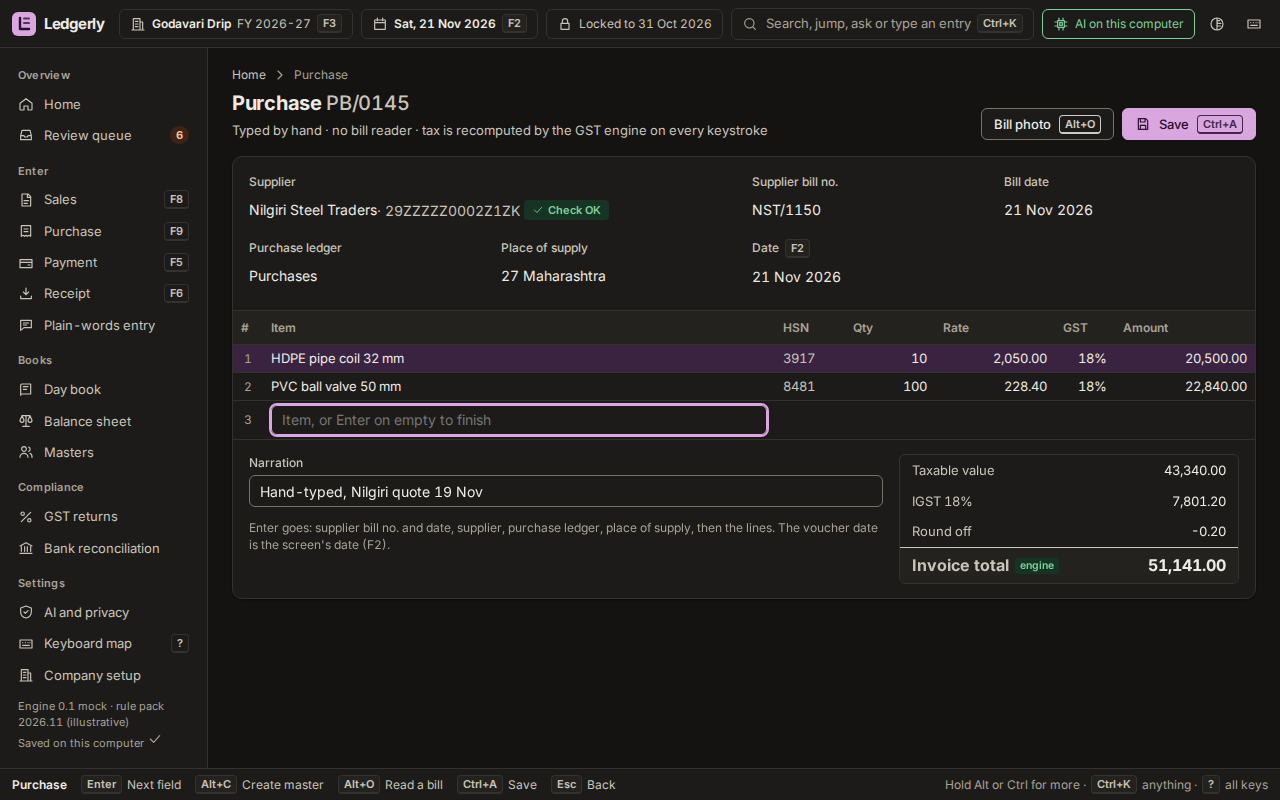 Ledgerly
Godavari Drip FY 2026-27 F3
Sat, 21 Nov 2026 F2
Locked to 31 Oct 2026
Search, jump, ask or type an entry Ctrl+K
AI on this computer
Overview
Home
Review queue 6
Enter
Sales F8
Purchase F9
Payment F5
Receipt F6
Plain-words entry
Books
Day book
Balance sheet
Masters
Compliance
GST returns
Bank reconciliation
Settings
AI and privacy
Keyboard map ?
Company setup
Engine 0.1 mock · rule pack
2026.11 (illustrative)
Saved on this computer
Home > Purchase
Purchase PB/0145
Typed by hand · no bill reader · tax is recomputed by the GST engine on every keystroke
Bill photo Alt+O
Save Ctrl+A
Supplier Supplier bill no. Bill date
Nilgiri Steel Traders· 29ZZZZZ0002Z1ZK Check OK NST/1150 21 Nov 2026
Purchase ledger Place of supply Date F2
Purchases 27 Maharashtra 21 Nov 2026
# Item HSN Qty Rate GST Amount
1 HDPE pipe coil 32 mm 3917 10 2,050.00 18% 20,500.00
2 PVC ball valve 50 mm 8481 100 228.40 18% 22,840.00
3 Item, or Enter on empty to finish
Narration
Hand-typed, Nilgiri quote 19 Nov
Enter goes: supplier bill no. and date, supplier, purchase ledger, place of supply, then the lines. The voucher date
is the screen's date (F2).
Taxable value 43,340.00
IGST 18% 7,801.20
Round off -0.20
Invoice total engine 51,141.00
Purchase Enter Next field Alt+C Create master Alt+O Read a bill Ctrl+A Save Esc Back
Hold Alt or Ctrl for more · Ctrl+K anything · ? all keys